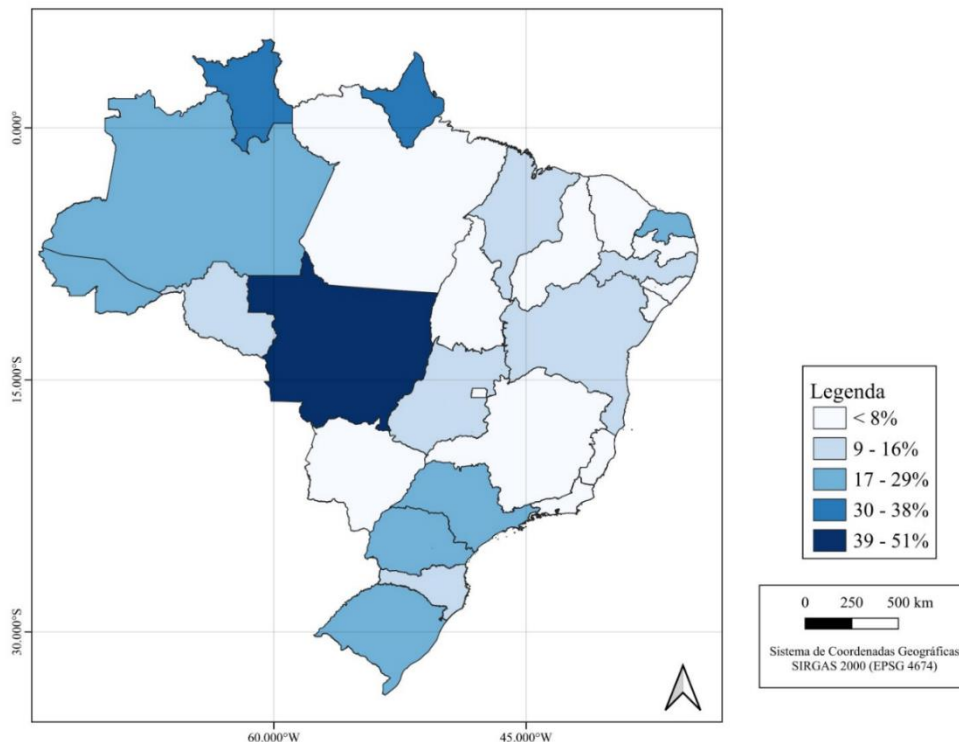 0.000°
15.000°S
30.000°S
60.000°W
45.000°W
Legenda
< 8%
9 - 16%
17 - 29%
30 - 38%
39 - 51%
0 250 500 km
Sistema de Coordenadas Geográficas
SIRGAS 2000 (EPSG 4674)